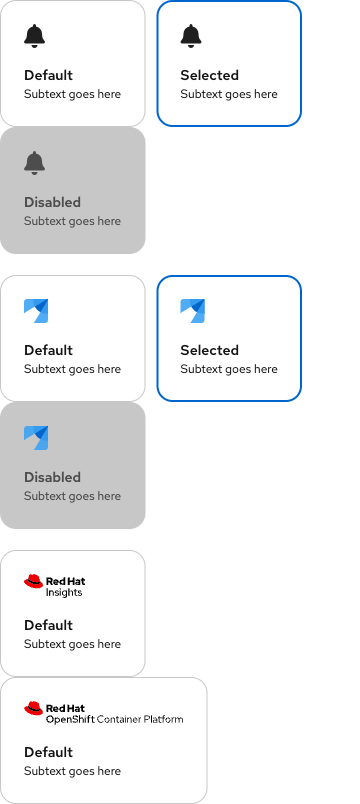 Default
Subtext goes here
Selected
Subtext goes here
Disabled
Subtext goes here
Default
Subtext goes here
Selected
Subtext goes here
Disabled
Subtext goes here
Red Hat
Insights
Default
Subtext goes here
Red Hat
OpenShift Container Platform
Default
Subtext goes here